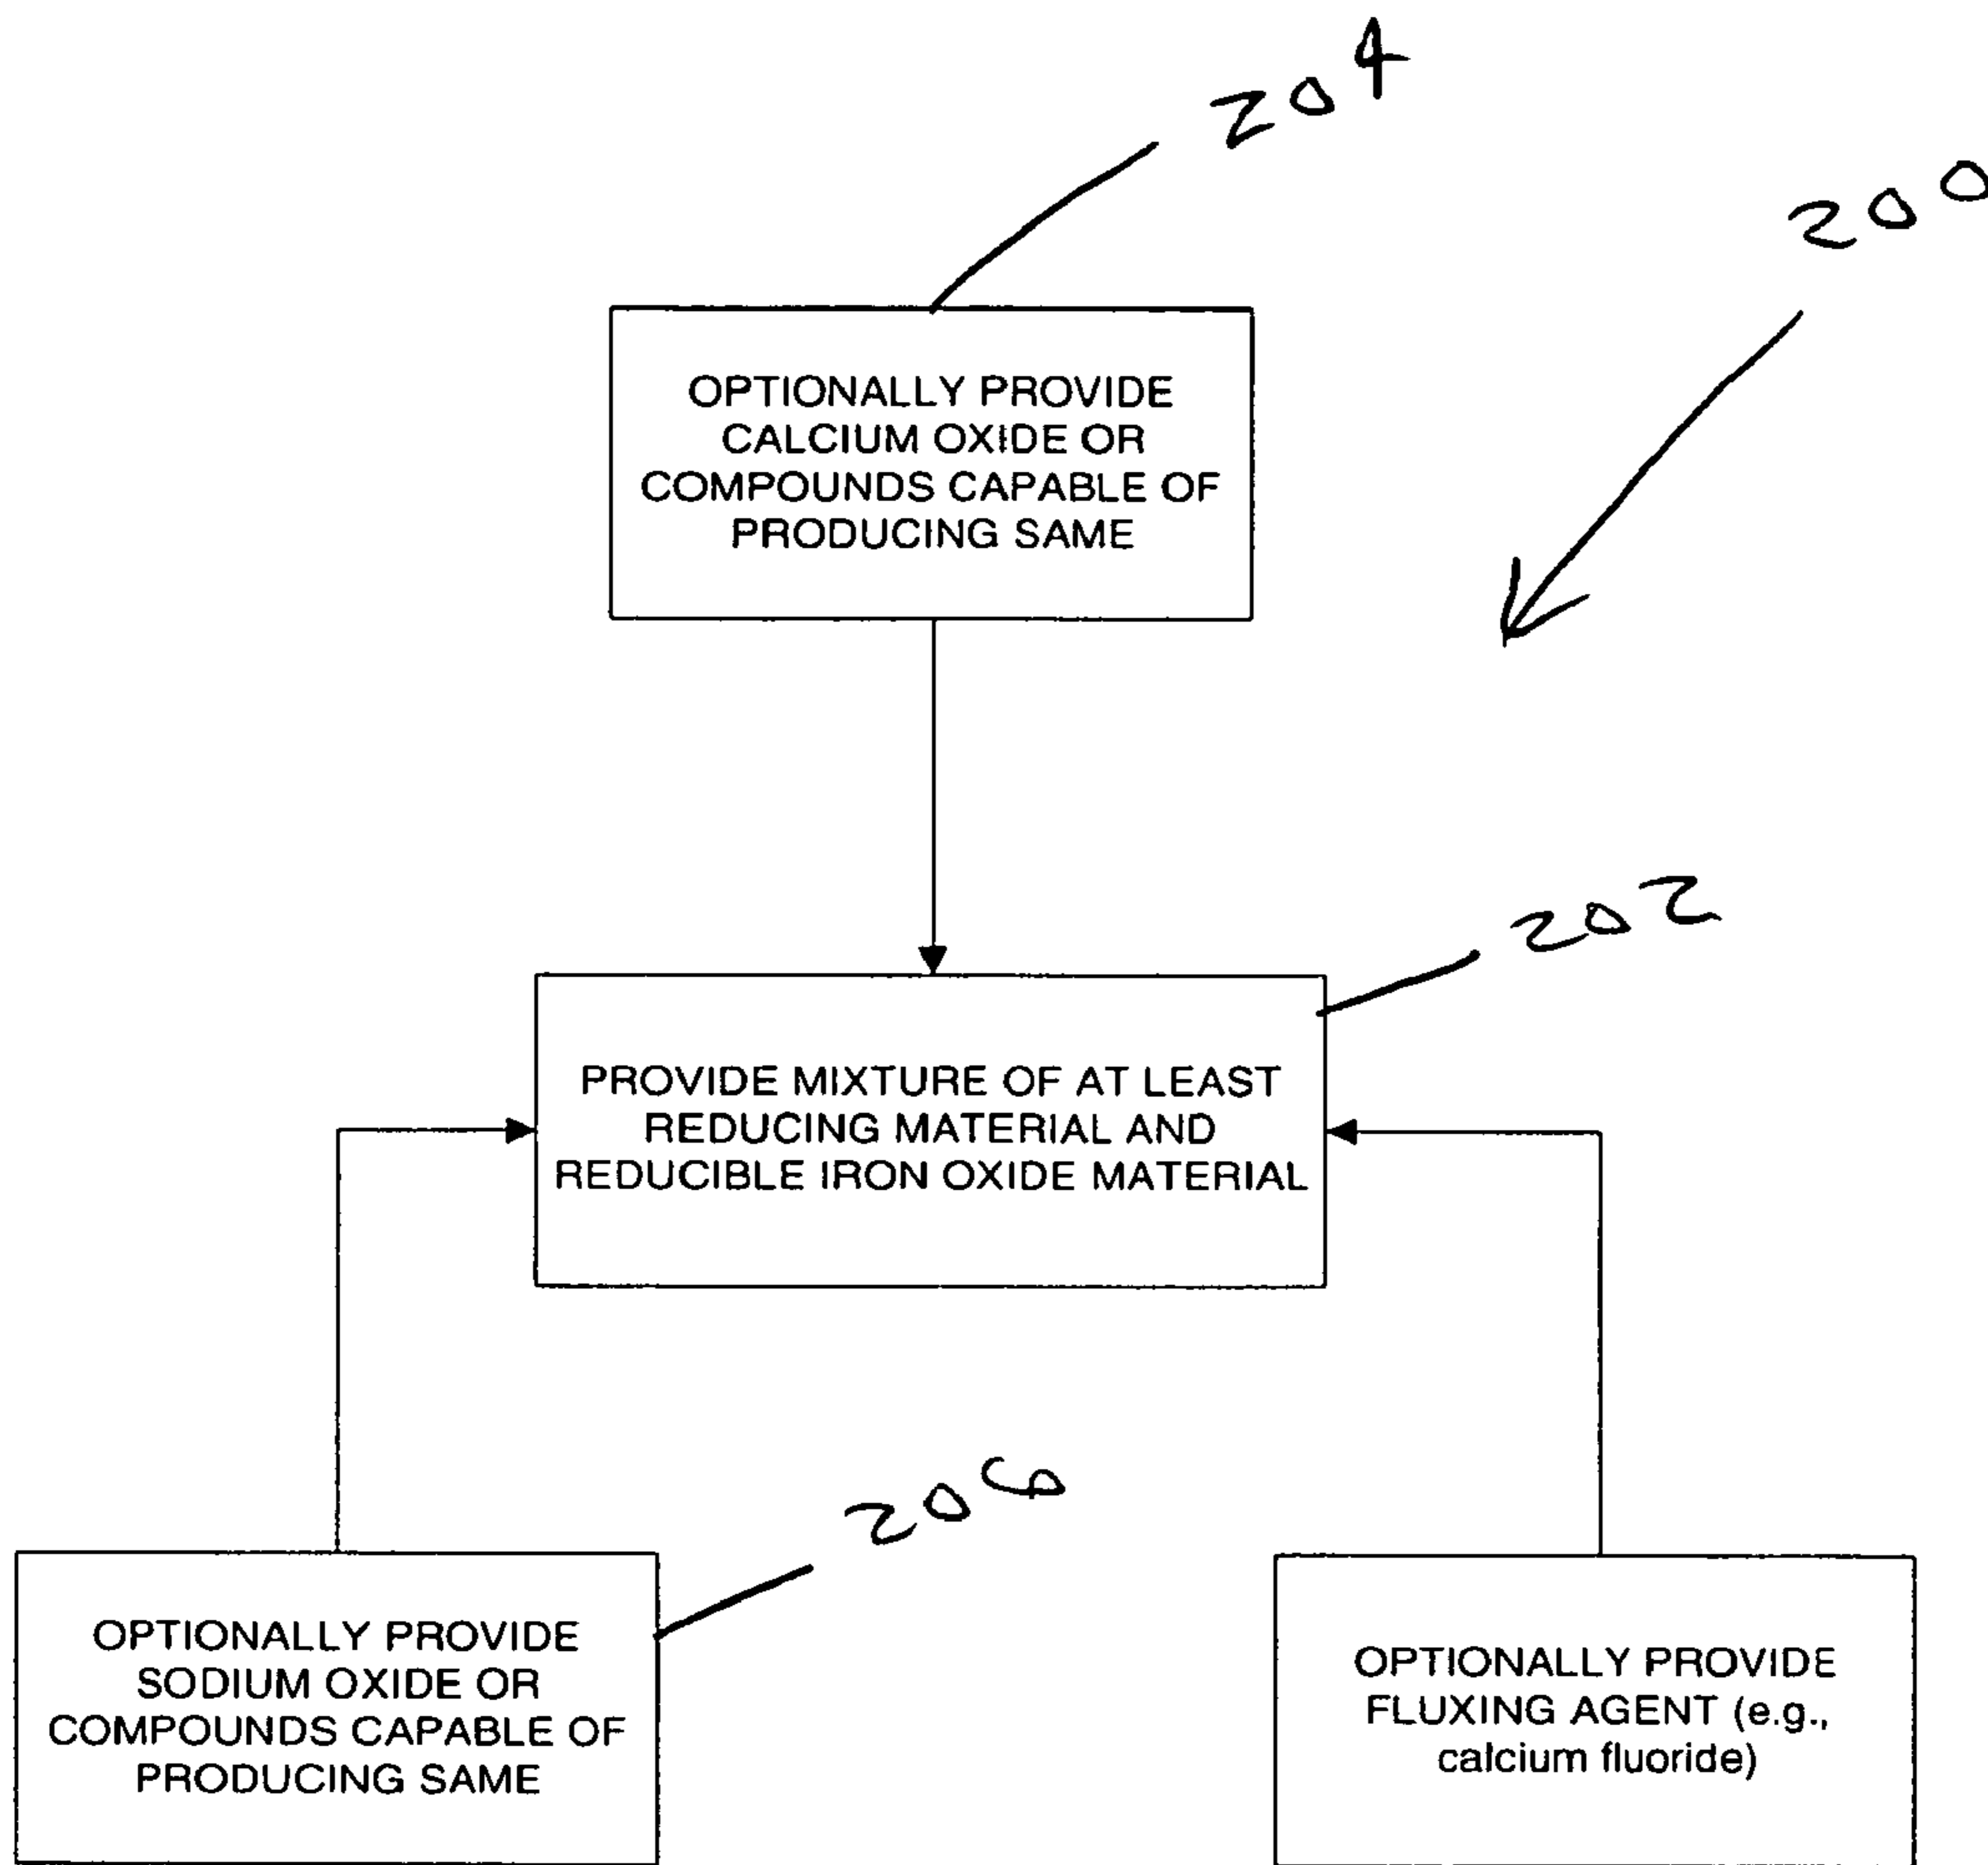 204
200
OPTIONALLY PROVIDE
CALCIUM OXIDE OR
COMPOUNDS CAPABLE OF
PRODUCING SAME
202
PROVIDE MIXTURE OF AT LEAST
REDUCING MATERIAL AND
REDUCIBLE IRON OXIDE MATERIAL
206
OPTIONALLY PROVIDE
SODIUM OXIDE OR
COMPOUNDS CAPABLE OF
PRODUCING SAME
OPTIONALLY PROVIDE
FLUXING AGENT (e.g.,
calcium fluoride)